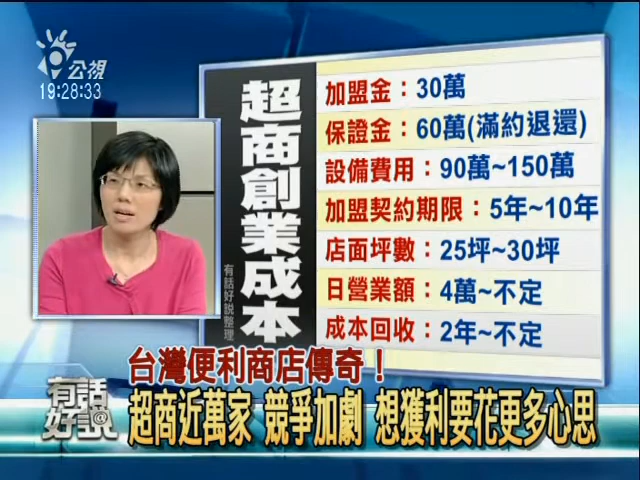 公視
19:28:33
超商創業成本
有話好說整理
加盟金：30萬
保證金：60萬(滿約退還)
設備費用：90萬~150萬
加盟契約期限：5年~10年
店面坪數：25坪~30坪
日營業額：4萬~不定
成本回收：2年~不定
台灣便利商店傳奇！
有話好說@
超商近萬家 競爭加劇 想獲利要花更多心思